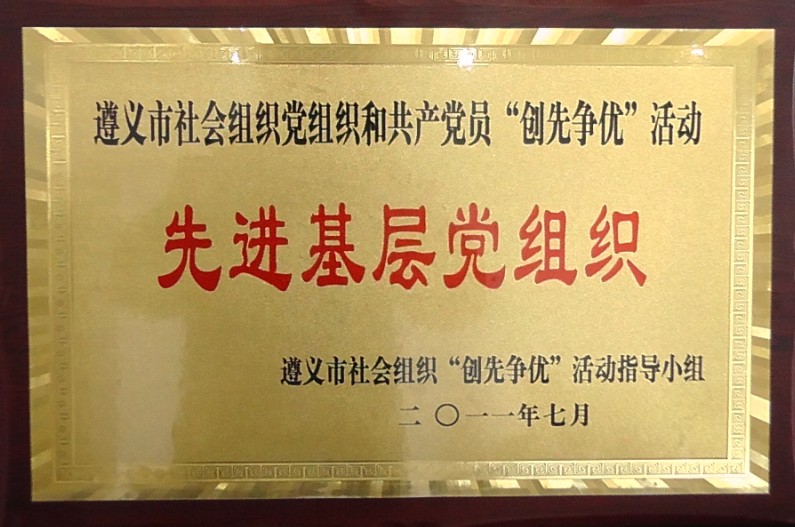 遵义市社会组织党组织和共产党员“创先争优”活动
先进基层党组织
遵义市社会组织“创先争优”活动指导小组
二〇一一年七月